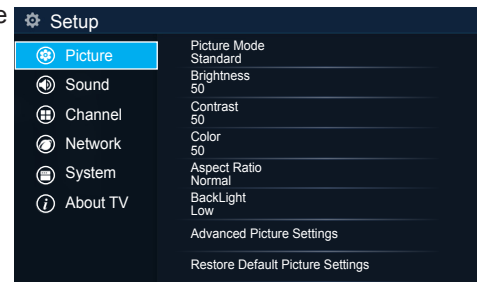 e
Setup
Picture
Sound
Channel
Network
System
About TV
Picture Mode
Standard
Brightness
50
Contrast
50
Color
50
Aspect Ratio
Normal
BackLight
Low
Advanced Picture Settings
Restore Default Picture Settings